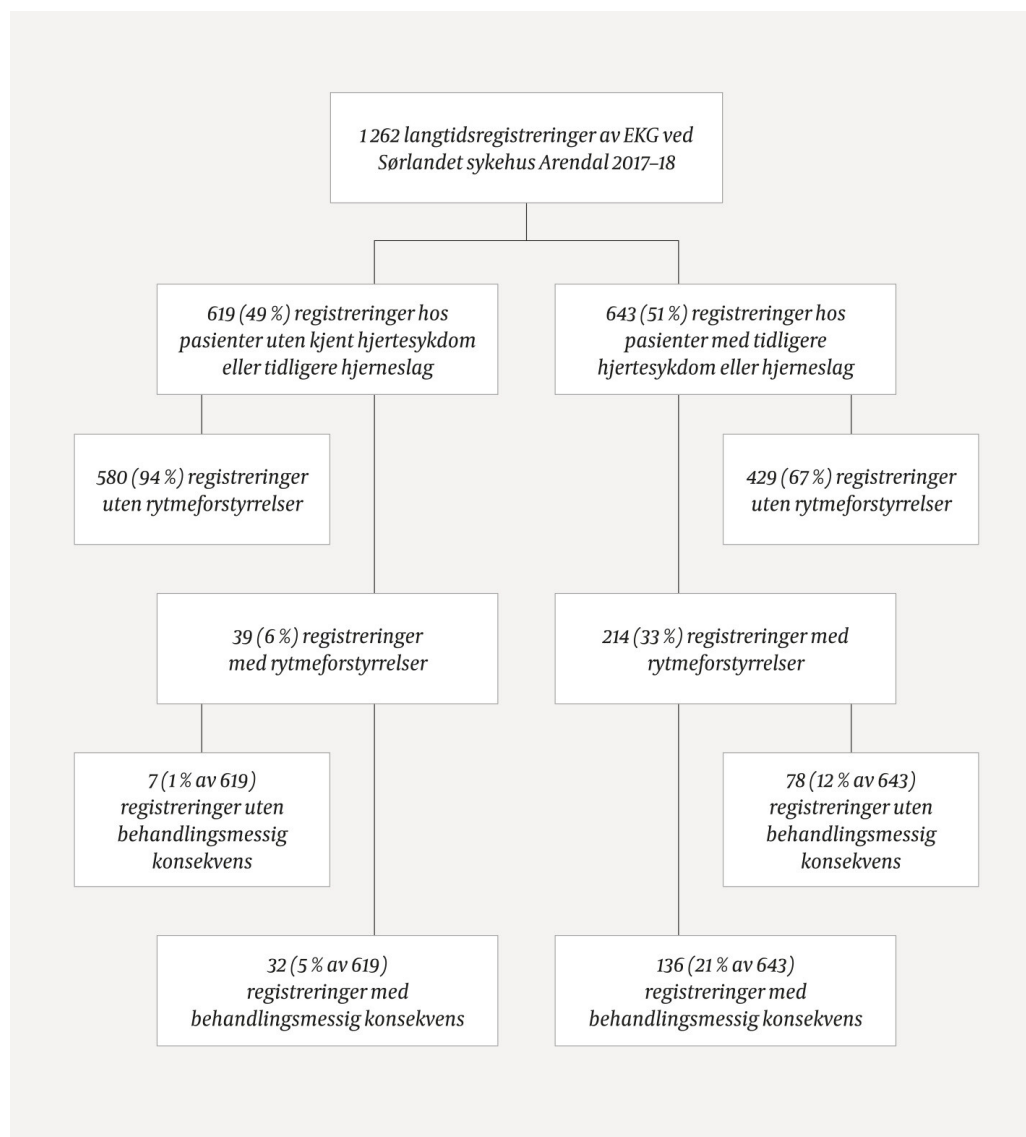 1 262 langtidsregistreringer av EKG ved
Sørlandet sykehus Arendal 2017–18
619 (49 %) registreringer hos
pasienter uten kjent hjertesykdom
eller tidligere hjerneslag
643 (51 %) registreringer hos
pasienter med tidligere
hjertesykdom eller hjerneslag
580 (94 %) registreringer
uten rytmeforstyrrelser
429 (67 %) registreringer
uten rytmeforstyrrelser
39 (6 %) registreringer
med rytmeforstyrrelser
214 (33 %) registreringer med
rytmeforstyrrelser
7 (1 % av 619)
registreringer uten
behandlingsmessig
konsekvens
78 (12 % av 643)
registreringer uten
behandlingsmessig
konsekvens
32 (5 % av 619)
registreringer med
behandlingsmessig konsekvens
136 (21 % av 643)
registreringer med
behandlingsmessig konsekvens